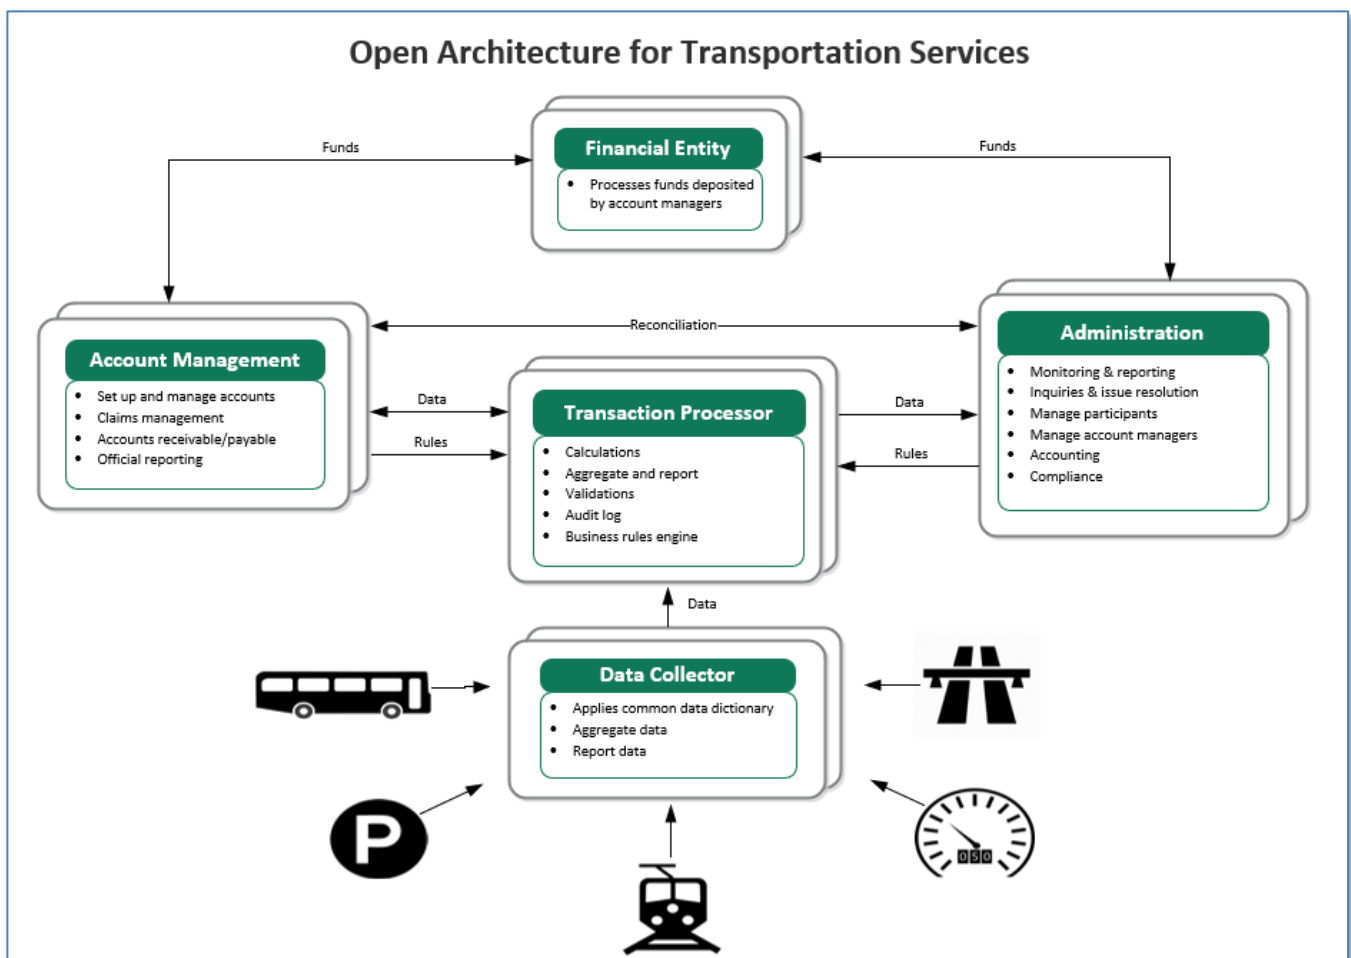 Open Architecture for Transportation Services
Funds
Financial Entity
• Processes funds deposited
by account managers
Funds
Reconciliation
Account Management
• Set up and manage accounts
• Claims management
• Accounts receivable/payable
• Official reporting
Data
Rules
Transaction Processor
• Calculations
• Aggregate and report
• Validations
• Audit log
• Business rules engine
Data
Rules
Administration
• Monitoring & reporting
• Inquiries & issue resolution
• Manage participants
• Manage account managers
• Accounting
• Compliance
Data
Data Collector
• Applies common data dictionary
• Aggregate data
• Report data
P
050